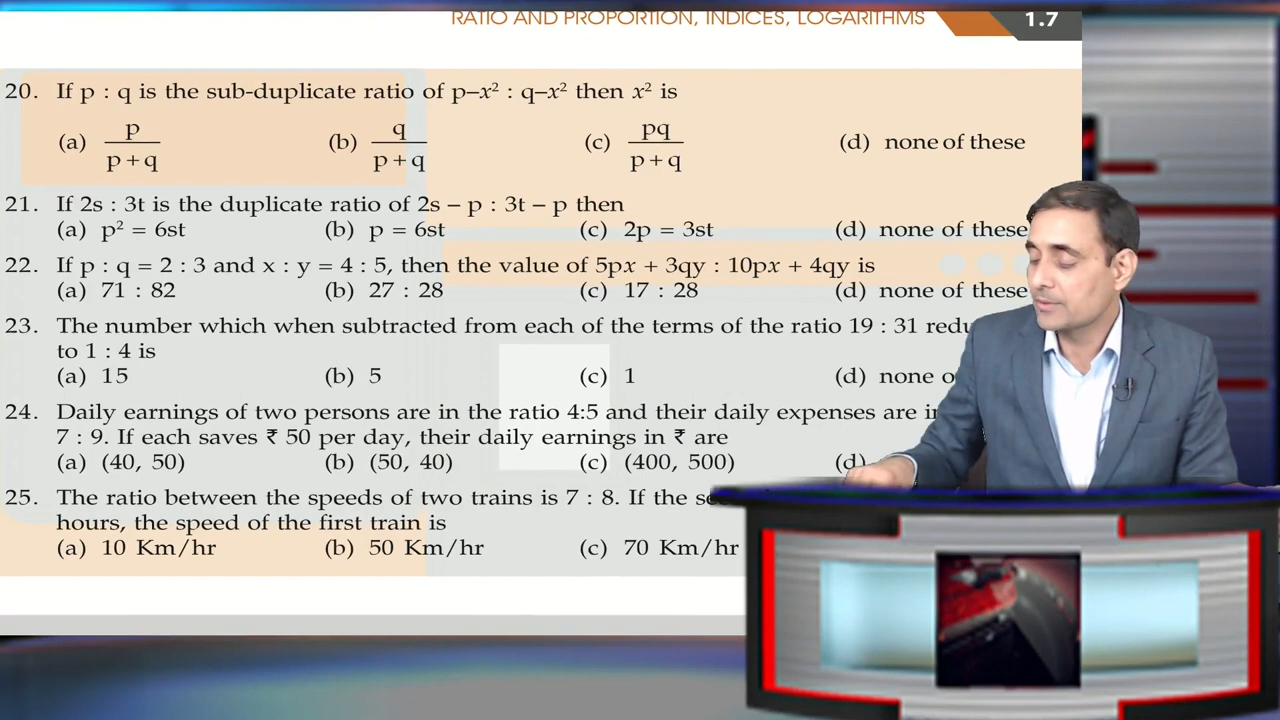 RATIO AND PROPORTION, INDICES, LOGARITHMS 1.7
20. If p : q is the sub-duplicate ratio of p–x² : q–x² then x² is
(a) p/(p + q) (b) q/(p + q) (c) pq/(p + q) (d) none of these
21. If 2s : 3t is the duplicate ratio of 2s – p : 3t – p then
(a) p² = 6st (b) p = 6st (c) 2p = 3st (d) none of these
22. If p : q = 2 : 3 and x : y = 4 : 5, then the value of 5px + 3qy : 10px + 4qy is
(a) 71 : 82 (b) 27 : 28 (c) 17 : 28 (d) none of these
23. The number which when subtracted from each of the terms of the ratio 19 : 31
to 1 : 4 is
(a) 15 (b) 5 (c) 1 (d) none
24. Daily earnings of two persons are in the ratio 4:5 and their daily expenses are
7 : 9. If each saves ₹ 50 per day, their daily earnings in ₹ are
(a) (40, 50) (b) (50, 40) (c) (400, 500) (d)
25. The ratio between the speeds of two trains is 7 : 8. If the
hours, the speed of the first train is
(a) 10 Km/hr (b) 50 Km/hr (c) 70 Km/hr